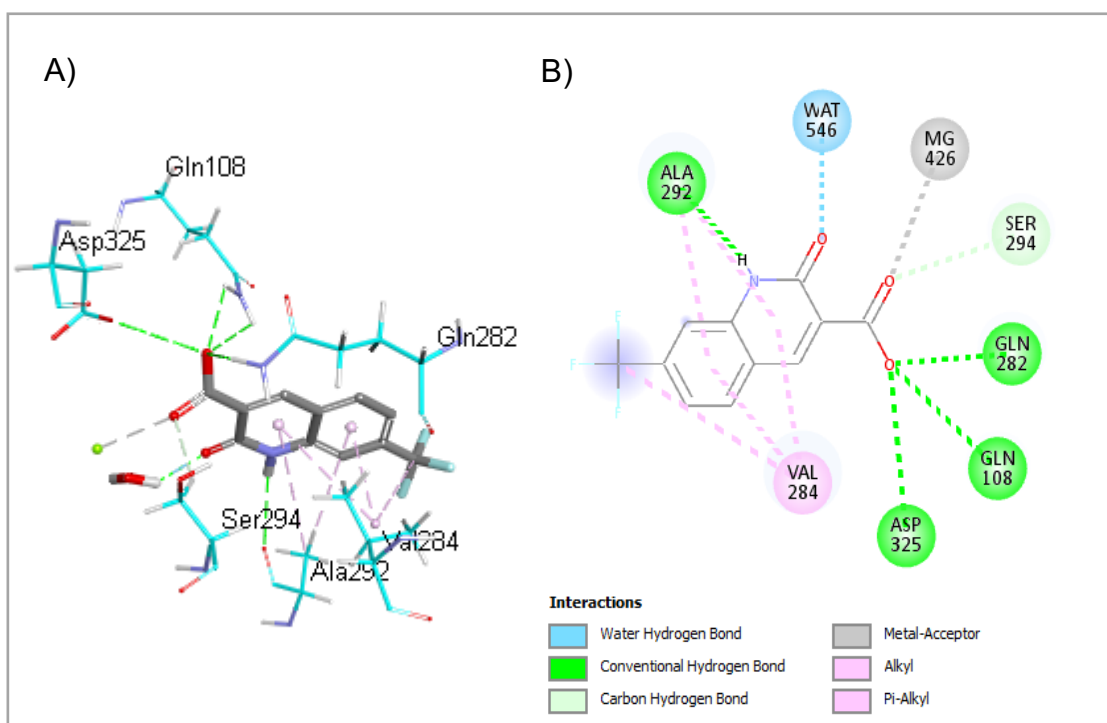 A)
Gln108
Asp325
Gln282
Ser294
Val284
Ala292
B)
WAT
546
MG
426
ALA
292
SER
294
H
O
O
N
F
F
F
O
GLN
282
GLN
108
VAL
284
ASP
325
Interactions
Water Hydrogen Bond
Conventional Hydrogen Bond
Carbon Hydrogen Bond
Metal-Acceptor
Alkyl
Pi-Alkyl